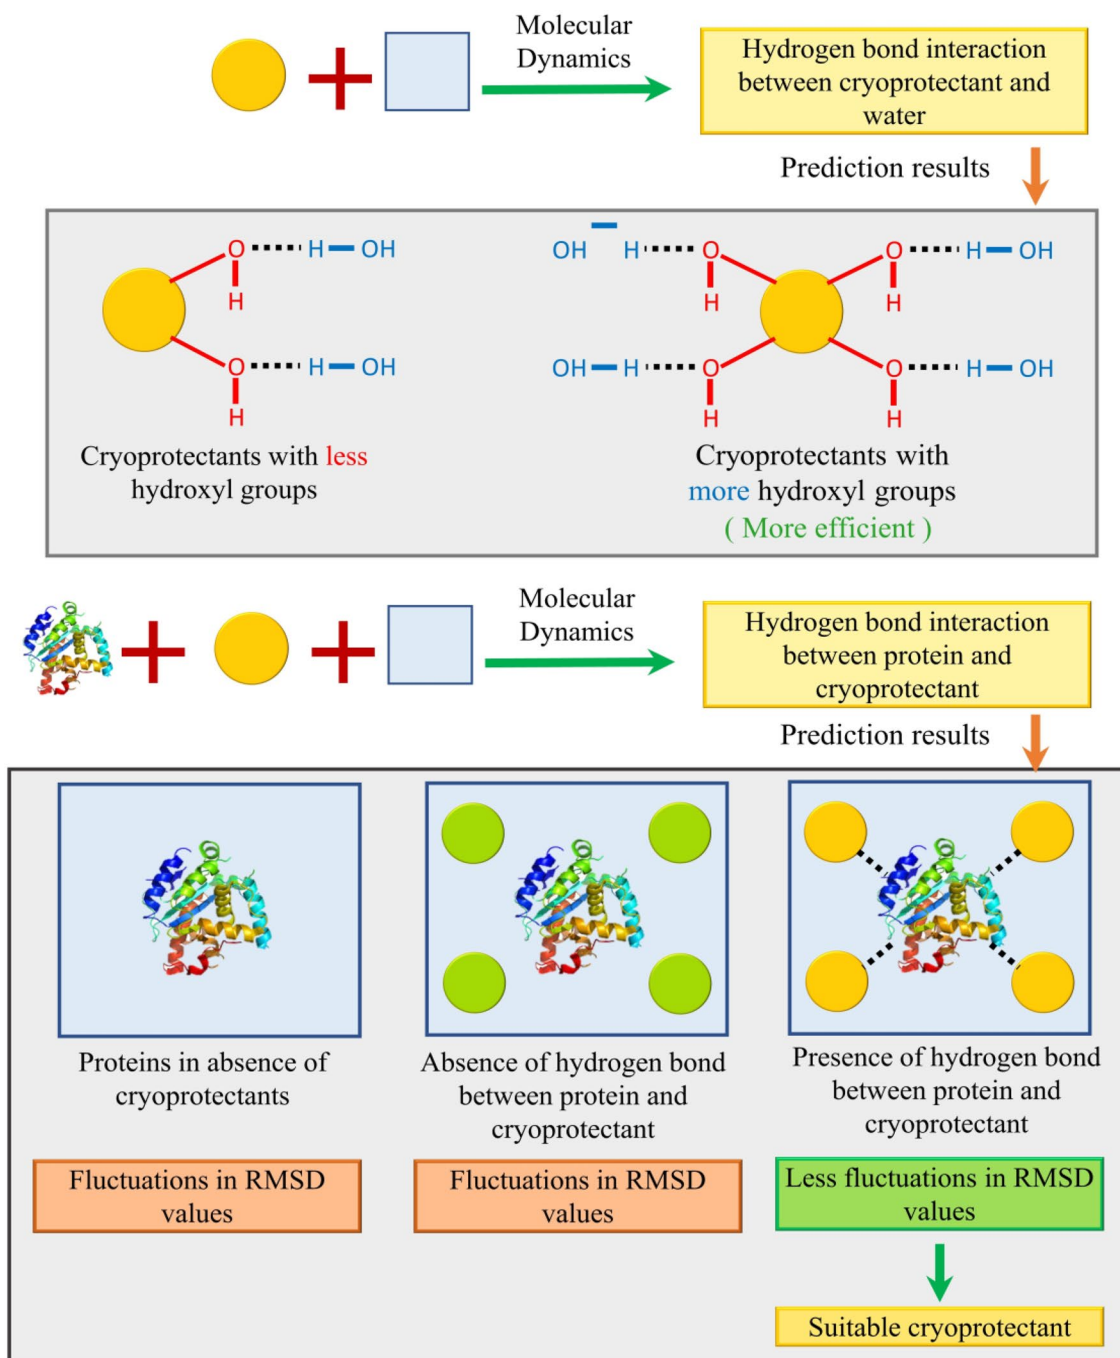 Molecular
Dynamics
Hydrogen bond interaction
between cryoprotectant and
water
Prediction results
O H OH
H
O H OH
H
OH H O O H OH
H H
OH H O O H OH
H H
Cryoprotectants with less
hydroxyl groups
Cryoprotectants with
more hydroxyl groups
( More efficient )
Molecular
Dynamics
Hydrogen bond interaction
between protein and
cryoprotectant
Prediction results
Proteins in absence of
cryoprotectants
Absence of hydrogen bond
between protein and
cryoprotectant
Presence of hydrogen bond
between protein and
cryoprotectant
Fluctuations in RMSD
values
Fluctuations in RMSD
values
Less fluctuations in RMSD
values
Suitable cryoprotectant